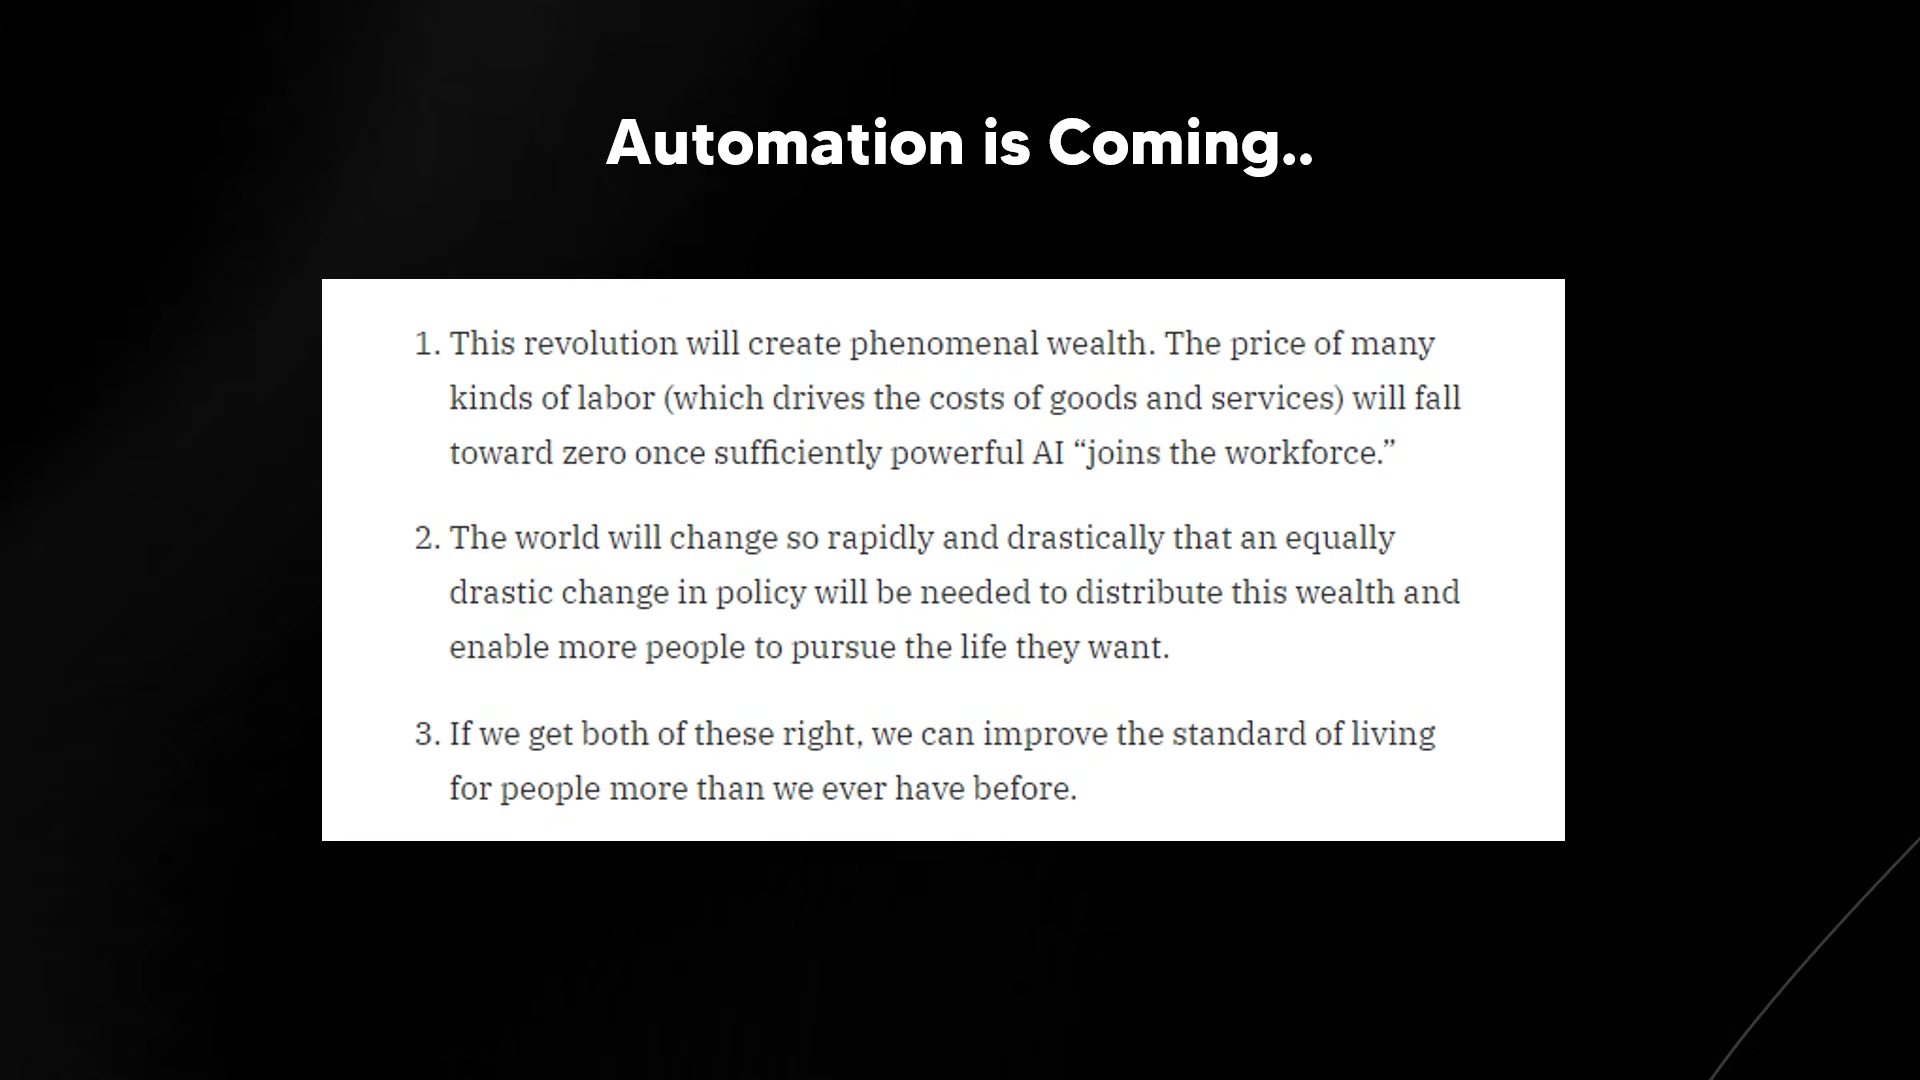 Automation is Coming..
1. This revolution will create phenomenal wealth. The price of many
kinds of labor (which drives the costs of goods and services) will fall
toward zero once sufficiently powerful AI “joins the workforce.”
2. The world will change so rapidly and drastically that an equally
drastic change in policy will be needed to distribute this wealth and
enable more people to pursue the life they want.
3. If we get both of these right, we can improve the standard of living
for people more than we ever have before.